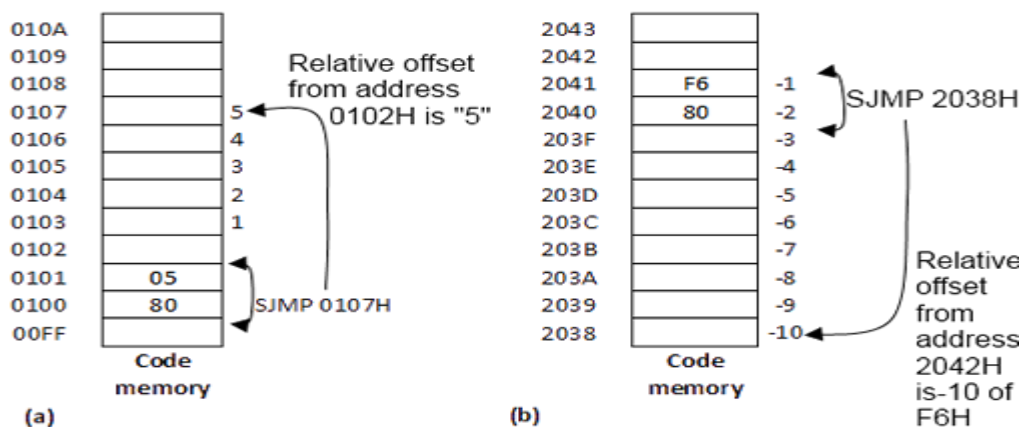 010A
0109
0108
0107 5
0106 4
0105 3
0104 2
0103 1
0102
0101 05
0100 80
00FF
Relative offset
from address
0102H is "5"
SJMP 0107H
Code
memory
(a)
2043
2042
2041 F6 -1
2040 80 -2
203F -3
203E -4
203D -5
203C -6
203B -7
203A -8
2039 -9
2038 -10
SJMP 2038H
Relative
offset
from
address
2042H
is-10 of
F6H
Code
memory
(b)